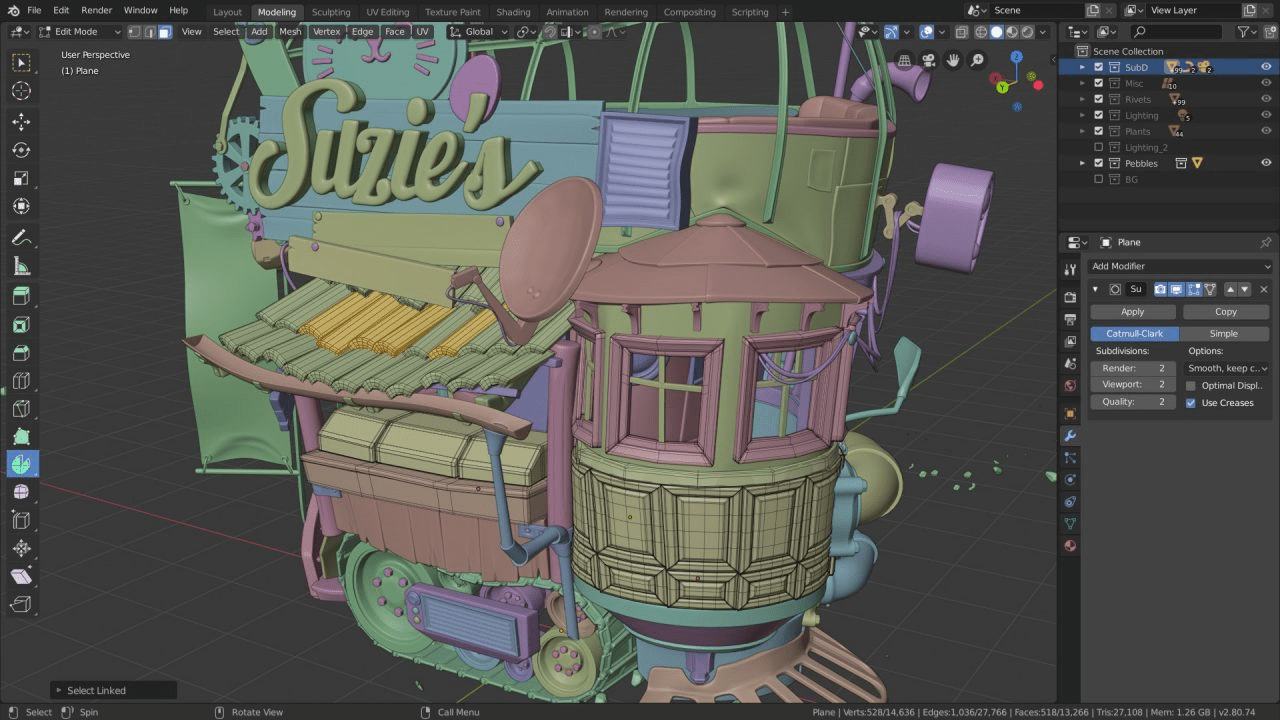 File Edit Render Window Help Layout Modeling Sculpting UV Editing Texture Paint Shading Animation Rendering Compositing Scripting + Scene View Layer
Edit Mode View Select Add Mesh Vertex Edge Face UV Global
User Perspective
(1) Plane
Scene Collection
SubD 99 2 2
Misc 10
Rivets 99
Lighting 5
Plants 44
Lighting_2
Pebbles
BG
Suzie's
Z
Y
Plane
Add Modifier
Su
Apply Copy
Catmull-Clark Simple
Subdivisions: Options:
Render: 2 Smooth, keep c..
Viewport: 2 Optimal Displ..
Quality: 2 Use Creases
Select Linked
Select Spin Rotate View Call Menu Plane | Verts:528/14,636 | Edges:1,036/27,766 | Faces:518/13,266 | Tris:27,108 | Mem: 1.26 GB | v2.80.74